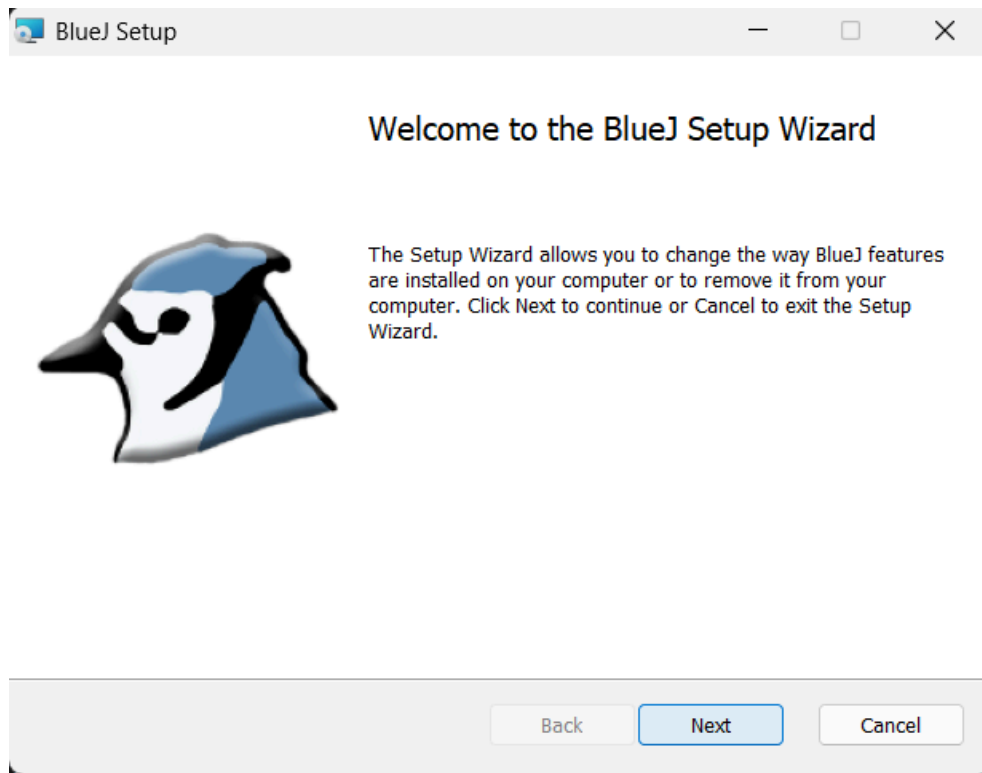 BlueJ Setup
Welcome to the BlueJ Setup Wizard
The Setup Wizard allows you to change the way BlueJ features
are installed on your computer or to remove it from your
computer. Click Next to continue or Cancel to exit the Setup
Wizard.
Back
Next
Cancel